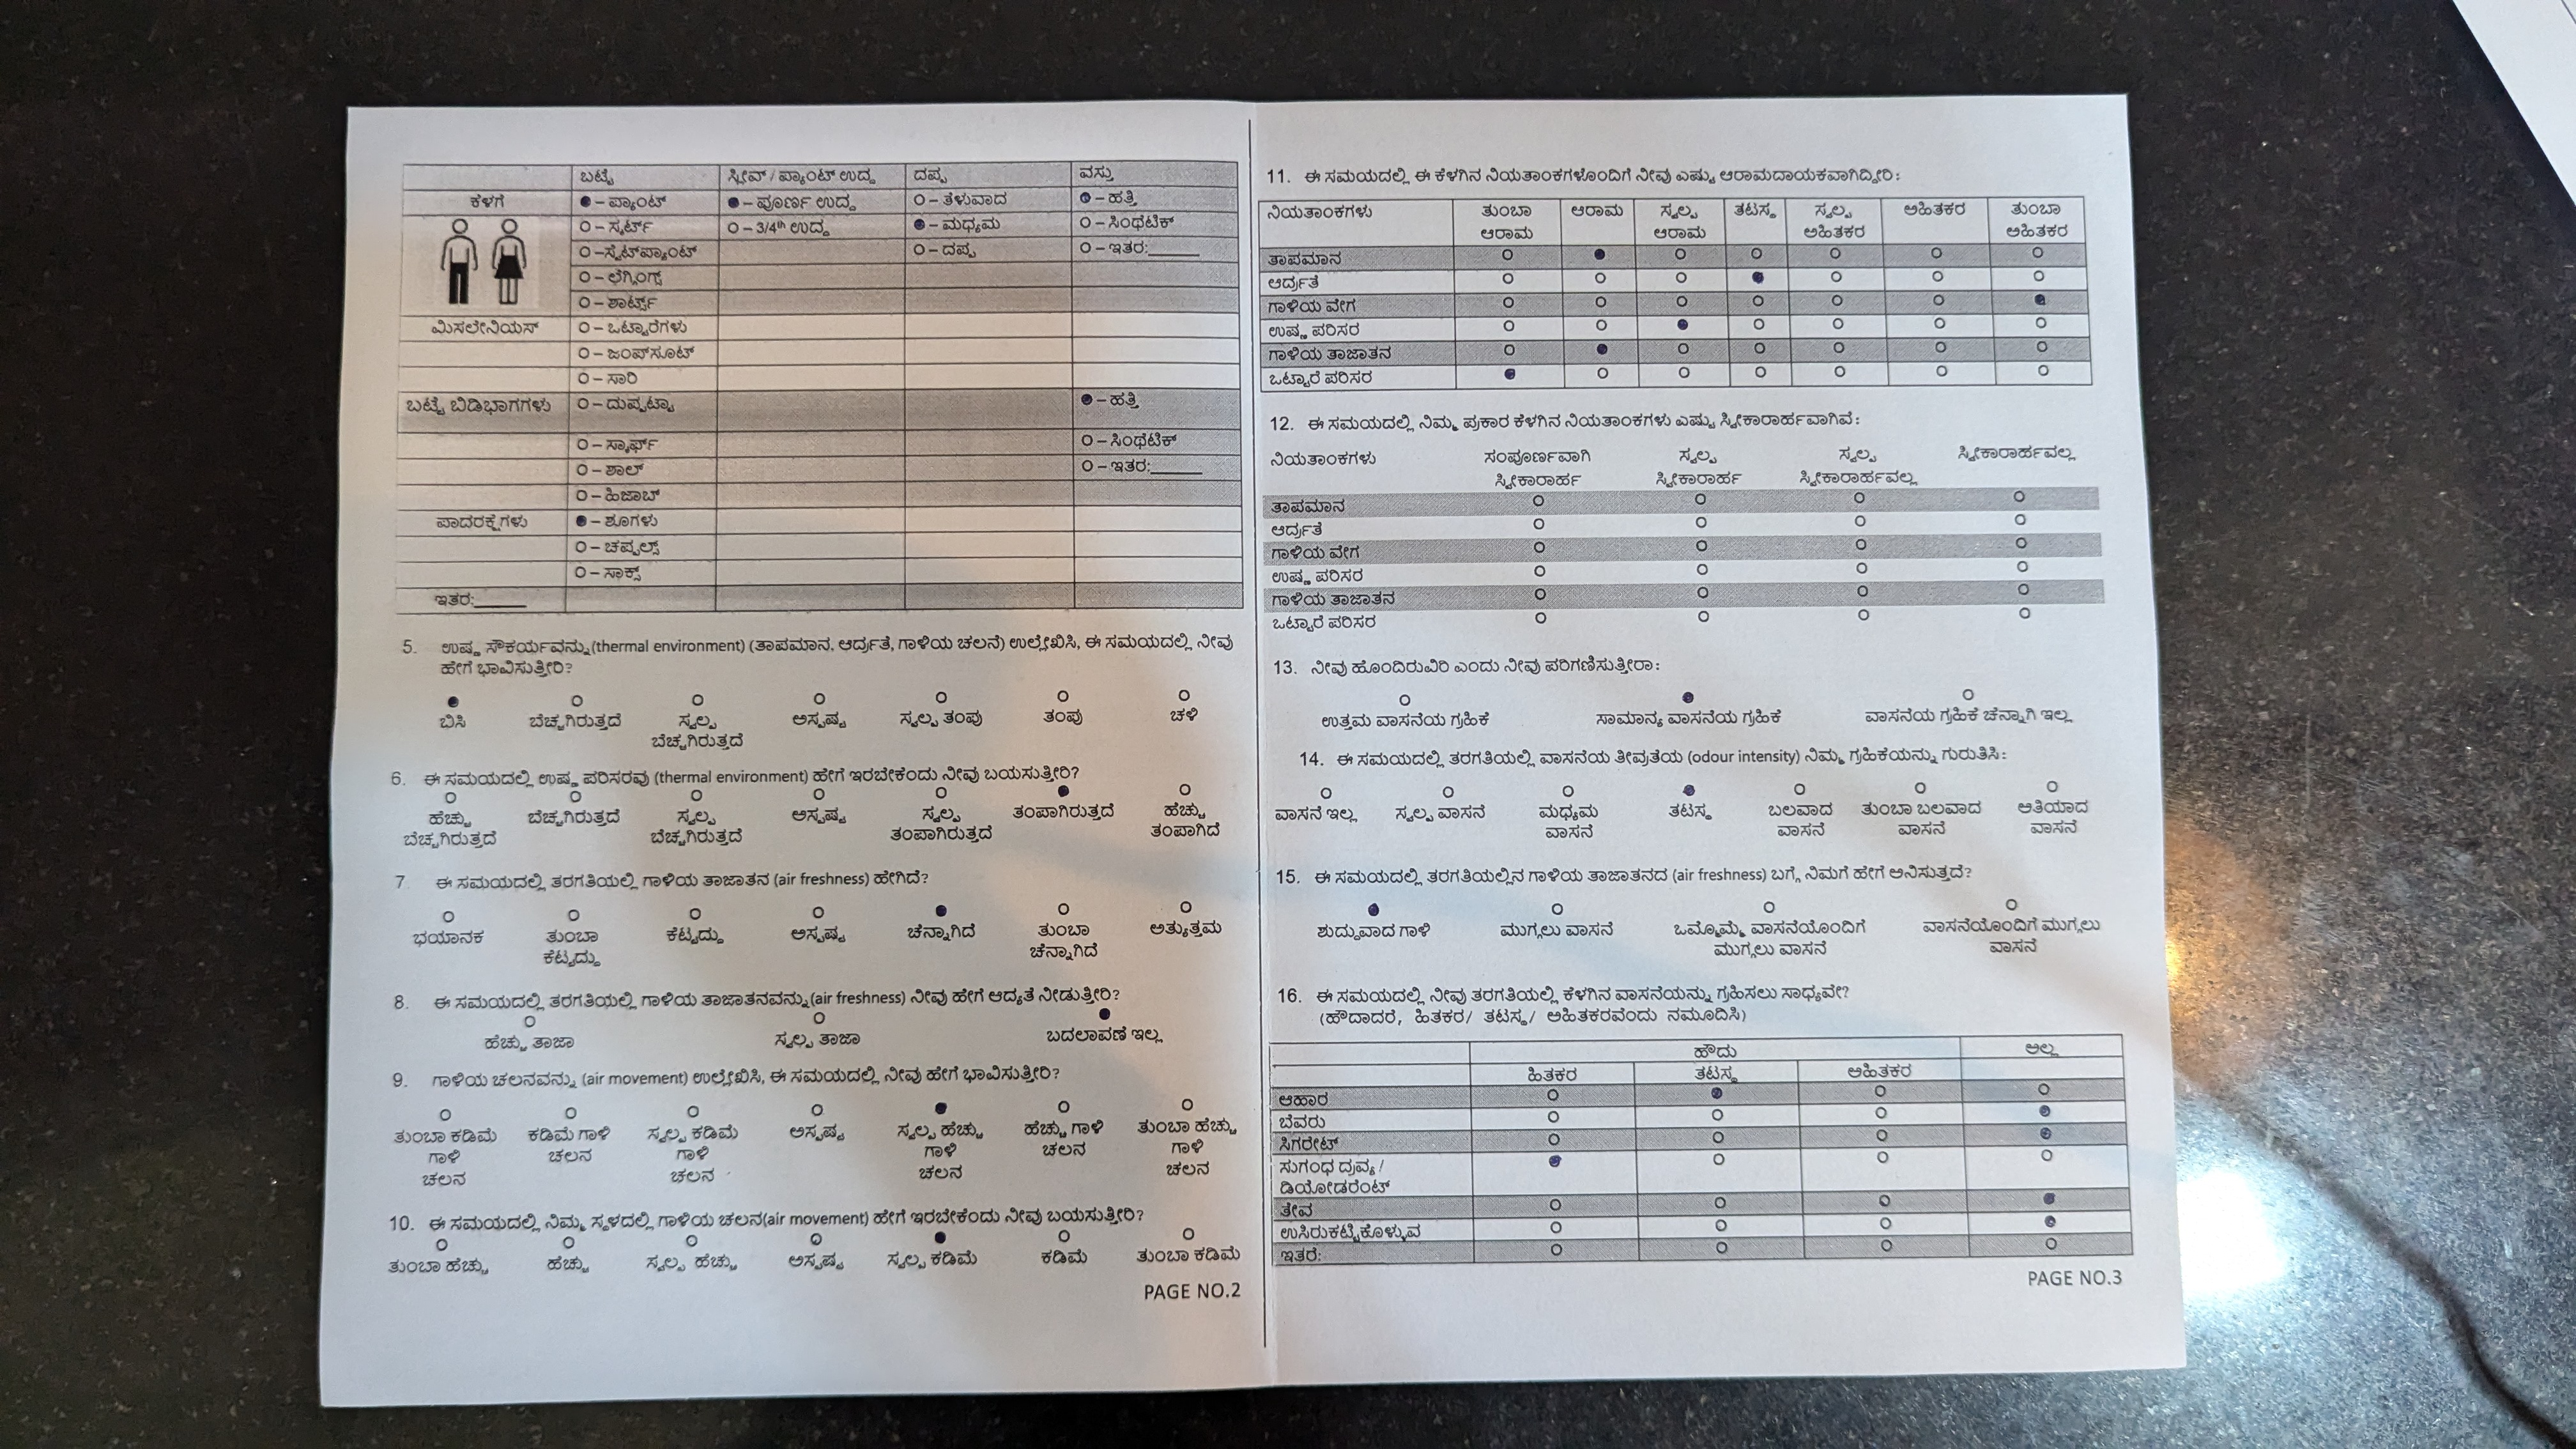 ಬಟ್ಟೆ ಸ್ಲೀವ್ / ಪ್ಯಾಂಟ್ ಉದ್ದ ದಪ್ಪ ವಸ್ತು
ಕೆಳಗೆ ●– ಪ್ಯಾಂಟ್ ●– ಪೂರ್ಣ ಉದ್ದ O – ತೆಳುವಾದ ●– ಹತ್ತಿ
O – ಸ್ಕರ್ಟ್ O – 3/4th ಉದ್ದ ●– ಮಧ್ಯಮ O – ಸಿಂಥೆಟಿಕ್
O –ಸ್ವೆಟ್‌ಪ್ಯಾಂಟ್ O – ದಪ್ಪ O – ಇತರ:______
O – ಲೆಗ್ಗಿಂಗ್ಸ್
O – ಶಾರ್ಟ್ಸ್
ಮಿಸಲೇನಿಯಸ್ O – ಒಟ್ಟಾರೆಗಳು
O – ಜಂಪ್‌ಸೂಟ್
O – ಸಾರಿ
ಬಟ್ಟೆ ಬಿಡಿಭಾಗಗಳು O – ದುಪ್ಪಟ್ಟಾ ●– ಹತ್ತಿ
O – ಸ್ಕಾರ್ಫ್ O – ಸಿಂಥೆಟಿಕ್
O – ಶಾಲ್ O – ಇತರ:______
O – ಹಿಜಾಬ್
ಪಾದರಕ್ಷೆಗಳು ●– ಶೂಗಳು
O – ಚಪ್ಪಲ್ಸ್
O – ಸಾಕ್ಸ್
ಇತರ:______
5. ಉಷ್ಣ ಸೌಕರ್ಯವನ್ನು(thermal environment) (ತಾಪಮಾನ, ಆರ್ದ್ರತೆ, ಗಾಳಿಯ ಚಲನೆ) ಉಲ್ಲೇಖಿಸಿ, ಈ ಸಮಯದಲ್ಲಿ ನೀವು
ಹೇಗೆ ಭಾವಿಸುತ್ತೀರಿ?
● O O O O O O
ಬಿಸಿ ಬೆಚ್ಚಗಿರುತ್ತದೆ ಸ್ವಲ್ಪ ಅಸ್ಪಷ್ಟ ಸ್ವಲ್ಪ ತಂಪು ತಂಪು ಚಳಿ
ಬೆಚ್ಚಗಿರುತ್ತದೆ
6. ಈ ಸಮಯದಲ್ಲಿ ಉಷ್ಣ ಪರಿಸರವು (thermal environment) ಹೇಗೆ ಇರಬೇಕೆಂದು ನೀವು ಬಯಸುತ್ತೀರಿ?
O O O O O ● O
ಹೆಚ್ಚು ಬೆಚ್ಚಗಿರುತ್ತದೆ ಸ್ವಲ್ಪ ಅಸ್ಪಷ್ಟ ಸ್ವಲ್ಪ ತಂಪಾಗಿರುತ್ತದೆ ಹೆಚ್ಚು
ಬೆಚ್ಚಗಿರುತ್ತದೆ ಬೆಚ್ಚಗಿರುತ್ತದೆ ತಂಪಾಗಿರುತ್ತದೆ ತಂಪಾಗಿದೆ
7. ಈ ಸಮಯದಲ್ಲಿ ತರಗತಿಯಲ್ಲಿ ಗಾಳಿಯ ತಾಜಾತನ (air freshness) ಹೇಗಿದೆ?
O O O O ● O O
ಭಯಾನಕ ತುಂಬಾ ಕೆಟ್ಟದ್ದು ಅಸ್ಪಷ್ಟ ಚೆನ್ನಾಗಿದೆ ತುಂಬಾ ಅತ್ಯುತ್ತಮ
ಕೆಟ್ಟದ್ದು ಚೆನ್ನಾಗಿದೆ
8. ಈ ಸಮಯದಲ್ಲಿ ತರಗತಿಯಲ್ಲಿ ಗಾಳಿಯ ತಾಜಾತನವನ್ನು(air freshness) ನೀವು ಹೇಗೆ ಆದ್ಯತೆ ನೀಡುತ್ತೀರಿ?
O O ●
ಹೆಚ್ಚು ತಾಜಾ ಸ್ವಲ್ಪ ತಾಜಾ ಬದಲಾವಣೆ ಇಲ್ಲ
9. ಗಾಳಿಯ ಚಲನವನ್ನು (air movement) ಉಲ್ಲೇಖಿಸಿ, ಈ ಸಮಯದಲ್ಲಿ ನೀವು ಹೇಗೆ ಭಾವಿಸುತ್ತೀರಿ?
O O O O ● O O
ತುಂಬಾ ಕಡಿಮೆ ಕಡಿಮೆ ಗಾಳಿ ಸ್ವಲ್ಪ ಕಡಿಮೆ ಅಸ್ಪಷ್ಟ ಸ್ವಲ್ಪ ಹೆಚ್ಚು ಹೆಚ್ಚು ಗಾಳಿ ತುಂಬಾ ಹೆಚ್ಚು
ಗಾಳಿ ಚಲನ ಗಾಳಿ ಗಾಳಿ ಚಲನ ಗಾಳಿ
ಚಲನ ಚಲನ ಚಲನ ಚಲನ
10. ಈ ಸಮಯದಲ್ಲಿ ನಿಮ್ಮ ಸ್ಥಳದಲ್ಲಿ ಗಾಳಿಯ ಚಲನ(air movement) ಹೇಗೆ ಇರಬೇಕೆಂದು ನೀವು ಬಯಸುತ್ತೀರಿ?
O O O O ● O O
ತುಂಬಾ ಹೆಚ್ಚು ಹೆಚ್ಚು ಸ್ವಲ್ಪ ಹೆಚ್ಚು ಅಸ್ಪಷ್ಟ ಸ್ವಲ್ಪ ಕಡಿಮೆ ಕಡಿಮೆ ತುಂಬಾ ಕಡಿಮೆ
PAGE NO.2
11. ಈ ಸಮಯದಲ್ಲಿ ಈ ಕೆಳಗಿನ ನಿಯತಾಂಕಗಳೊಂದಿಗೆ ನೀವು ಎಷ್ಟು ಆರಾಮದಾಯಕವಾಗಿದ್ದೀರಿ:
ನಿಯತಾಂಕಗಳು ತುಂಬಾ ಆರಾಮ ಸ್ವಲ್ಪ ತಟಸ್ಥ ಸ್ವಲ್ಪ ಅಹಿತಕರ ತುಂಬಾ
ಆರಾಮ ಆರಾಮ ಅಹಿತಕರ ಅಹಿತಕರ
ತಾಪಮಾನ O ● O O O O O
ಆರ್ದ್ರತೆ O O O ● O O O
ಗಾಳಿಯ ವೇಗ O O O O O O ●
ಉಷ್ಣ ಪರಿಸರ O O ● O O O O
ಗಾಳಿಯ ತಾಜಾತನ O ● O O O O O
ಒಟ್ಟಾರೆ ಪರಿಸರ ● O O O O O O
12. ಈ ಸಮಯದಲ್ಲಿ ನಿಮ್ಮ ಪ್ರಕಾರ ಕೆಳಗಿನ ನಿಯತಾಂಕಗಳು ಎಷ್ಟು ಸ್ವೀಕಾರಾರ್ಹವಾಗಿವೆ:
ನಿಯತಾಂಕಗಳು ಸಂಪೂರ್ಣವಾಗಿ ಸ್ವಲ್ಪ ಸ್ವಲ್ಪ ಸ್ವೀಕಾರಾರ್ಹವಲ್ಲ
ಸ್ವೀಕಾರಾರ್ಹ ಸ್ವೀಕಾರಾರ್ಹ ಸ್ವೀಕಾರಾರ್ಹವಲ್ಲ
ತಾಪಮಾನ O O O O
ಆರ್ದ್ರತೆ O O O O
ಗಾಳಿಯ ವೇಗ O O O O
ಉಷ್ಣ ಪರಿಸರ O O O O
ಗಾಳಿಯ ತಾಜಾತನ O O O O
ಒಟ್ಟಾರೆ ಪರಿಸರ O O O O
13. ನೀವು ಹೊಂದಿರುವಿರಿ ಎಂದು ನೀವು ಪರಿಗಣಿಸುತ್ತೀರಾ:
O ● O
ಉತ್ತಮ ವಾಸನೆಯ ಗ್ರಹಿಕೆ ಸಾಮಾನ್ಯ ವಾಸನೆಯ ಗ್ರಹಿಕೆ ವಾಸನೆಯ ಗ್ರಹಿಕೆ ಚೆನ್ನಾಗಿ ಇಲ್ಲ
14. ಈ ಸಮಯದಲ್ಲಿ ತರಗತಿಯಲ್ಲಿ ವಾಸನೆಯ ತೀವ್ರತೆಯ (odour intensity) ನಿಮ್ಮ ಗ್ರಹಿಕೆಯನ್ನು ಗುರುತಿಸಿ:
O O O ● O O O
ವಾಸನೆ ಇಲ್ಲ ಸ್ವಲ್ಪ ವಾಸನೆ ಮಧ್ಯಮ ತಟಸ್ಥ ಬಲವಾದ ತುಂಬಾ ಬಲವಾದ ಅತಿಯಾದ
ವಾಸನೆ ವಾಸನೆ ವಾಸನೆ ವಾಸನೆ
15. ಈ ಸಮಯದಲ್ಲಿ ತರಗತಿಯಲ್ಲಿನ ಗಾಳಿಯ ತಾಜಾತನದ (air freshness) ಬಗ್ಗೆ ನಿಮಗೆ ಹೇಗೆ ಅನಿಸುತ್ತದೆ?
● O O O
ಶುದ್ಧವಾದ ಗಾಳಿ ಮುಗ್ಗಲು ವಾಸನೆ ಒಮ್ಮೊಮ್ಮೆ ವಾಸನೆಯೊಂದಿಗೆ ವಾಸನೆಯೊಂದಿಗೆ ಮುಗ್ಗಲು
ಮುಗ್ಗಲು ವಾಸನೆ ವಾಸನೆ
16. ಈ ಸಮಯದಲ್ಲಿ ನೀವು ತರಗತಿಯಲ್ಲಿ ಕೆಳಗಿನ ವಾಸನೆಯನ್ನು ಗ್ರಹಿಸಲು ಸಾಧ್ಯವೇ?
(ಹೌದಾದರೆ, ಹಿತಕರ/ ತಟಸ್ಥ/ ಅಹಿತಕರವೆಂದು ನಮೂದಿಸಿ)
ಹೌದು ಅಲ್ಲ
ಹಿತಕರ ತಟಸ್ಥ ಅಹಿತಕರ
ಆಹಾರ O ● O O
ಬೆವರು O O O ●
ಸಿಗರೇಟ್ O O O ●
ಸುಗಂಧ ದ್ರವ್ಯ / ● O O O
ಡಿಯೋಡರೆಂಟ್
ತೇವ O O O ●
ಉಸಿರುಕಟ್ಟಿಕೊಳ್ಳುವ O O O ●
ಇತರೆ: O O O O
PAGE NO.3